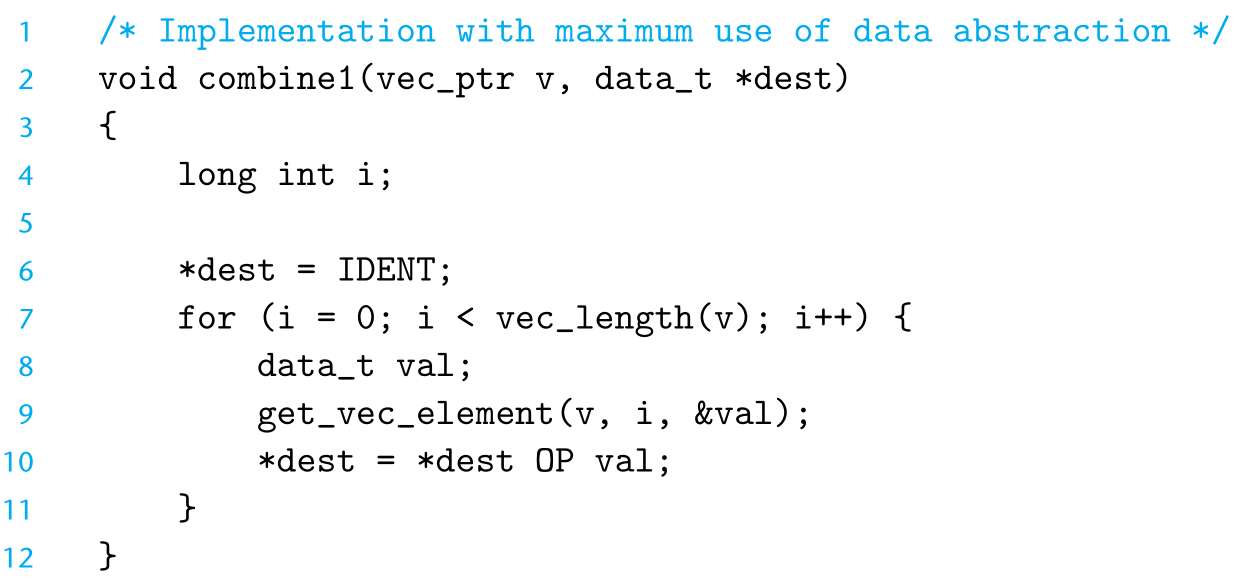 1 /* Implementation with maximum use of data abstraction */
2 void combine1(vec_ptr v, data_t *dest)
3 {
4     long int i;
5
6     *dest = IDENT;
7     for (i = 0; i < vec_length(v); i++) {
8         data_t val;
9         get_vec_element(v, i, &val);
10         *dest = *dest OP val;
11     }
12 }